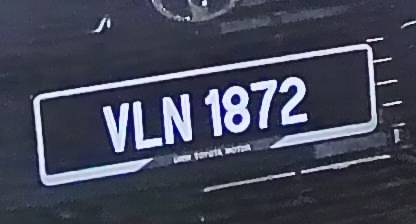 VLN 1872
UMW TOYOTA MOTOR